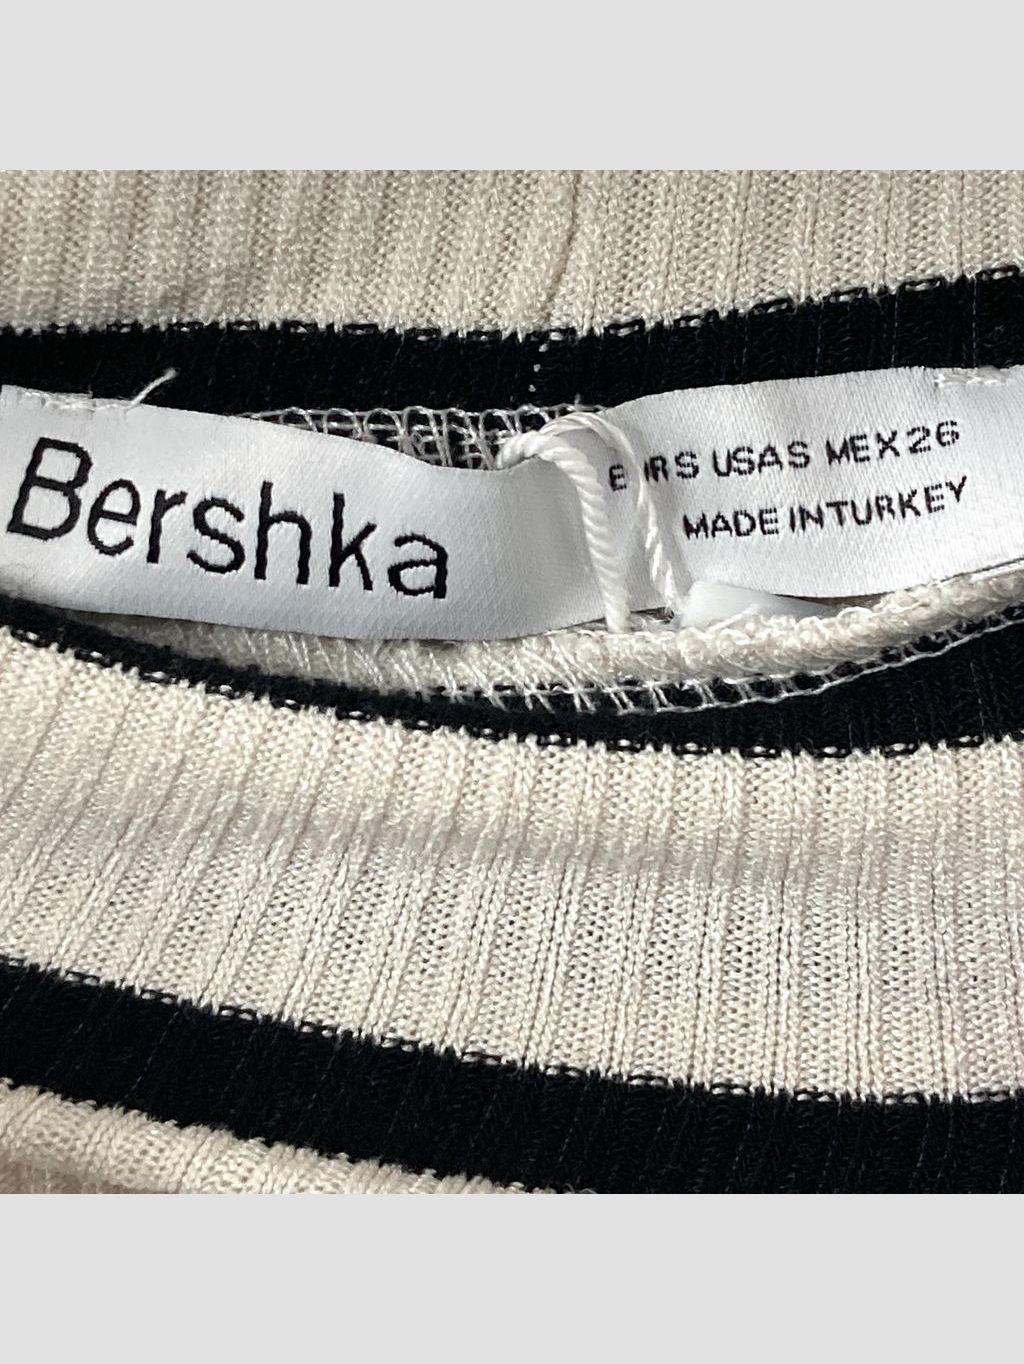 Bershka
EUR S USA S MEX 26
MADE IN TURKEY